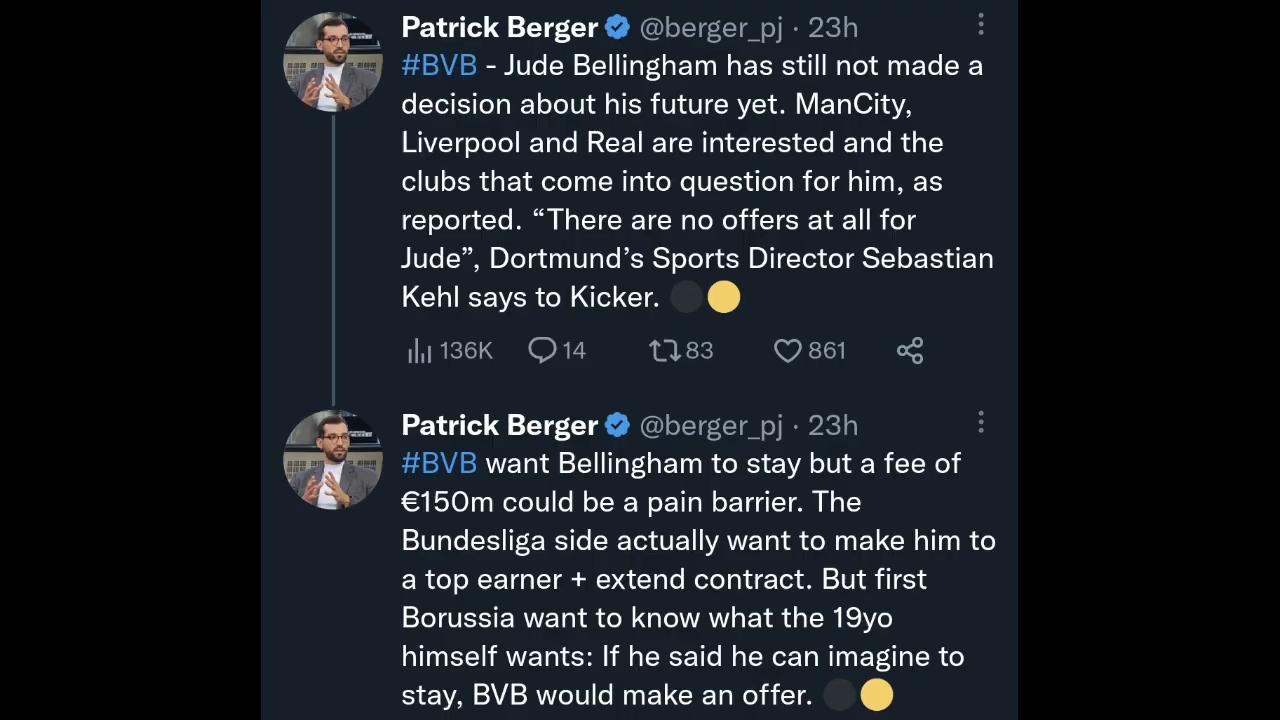 Patrick Berger @berger_pj · 23h
#BVB - Jude Bellingham has still not made a
decision about his future yet. ManCity,
Liverpool and Real are interested and the
clubs that come into question for him, as
reported. “There are no offers at all for
Jude”, Dortmund’s Sports Director Sebastian
Kehl says to Kicker. ⚫🟡
136K 14 83 861
Patrick Berger @berger_pj · 23h
#BVB want Bellingham to stay but a fee of
€150m could be a pain barrier. The
Bundesliga side actually want to make him to
a top earner + extend contract. But first
Borussia want to know what the 19yo
himself wants: If he said he can imagine to
stay, BVB would make an offer. ⚫🟡